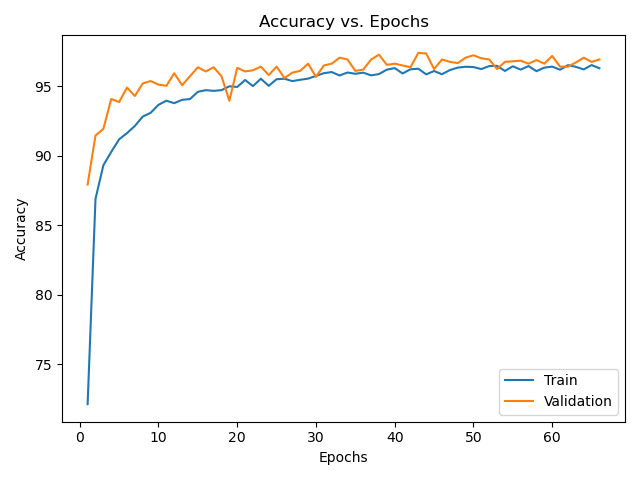 Accuracy vs. Epochs
Accuracy
95
90
85
80
75
0 10 20 30 40 50 60
Epochs
Train
Validation